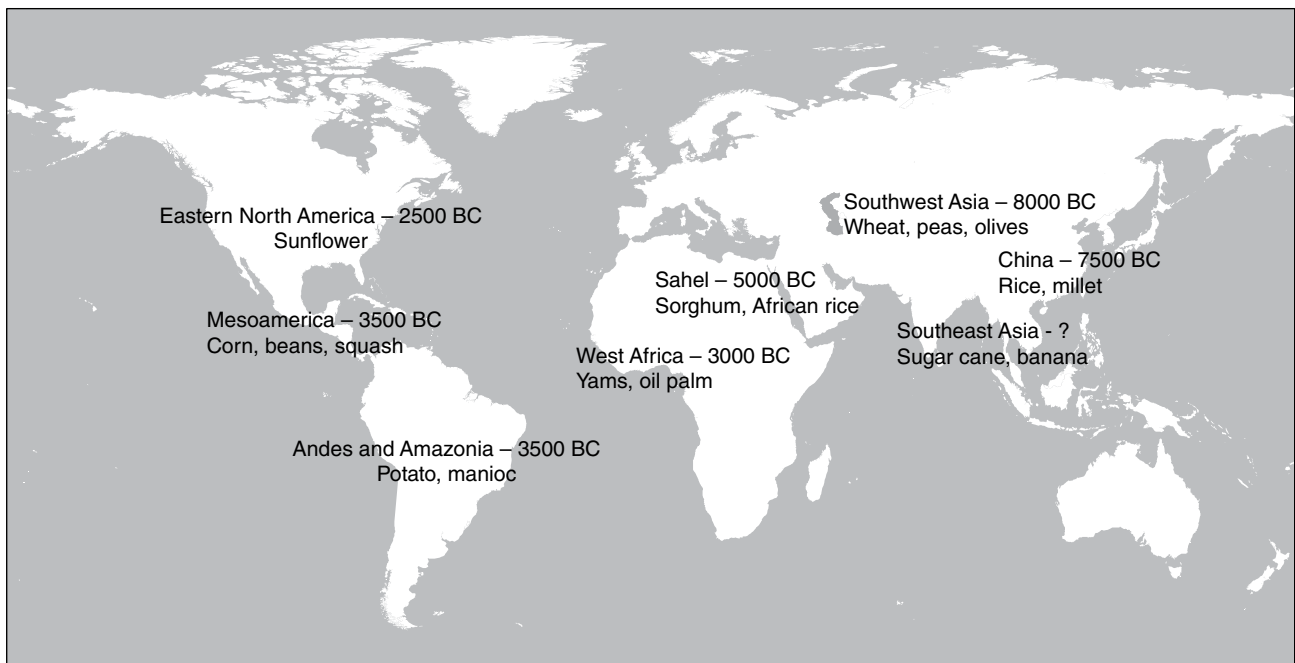 Eastern North America – 2500 BC
Sunflower
Mesoamerica – 3500 BC
Corn, beans, squash
Andes and Amazonia – 3500 BC
Potato, manioc
Sahel – 5000 BC
Sorghum, African rice
West Africa – 3000 BC
Yams, oil palm
Southwest Asia – 8000 BC
Wheat, peas, olives
China – 7500 BC
Rice, millet
Southeast Asia - ?
Sugar cane, banana